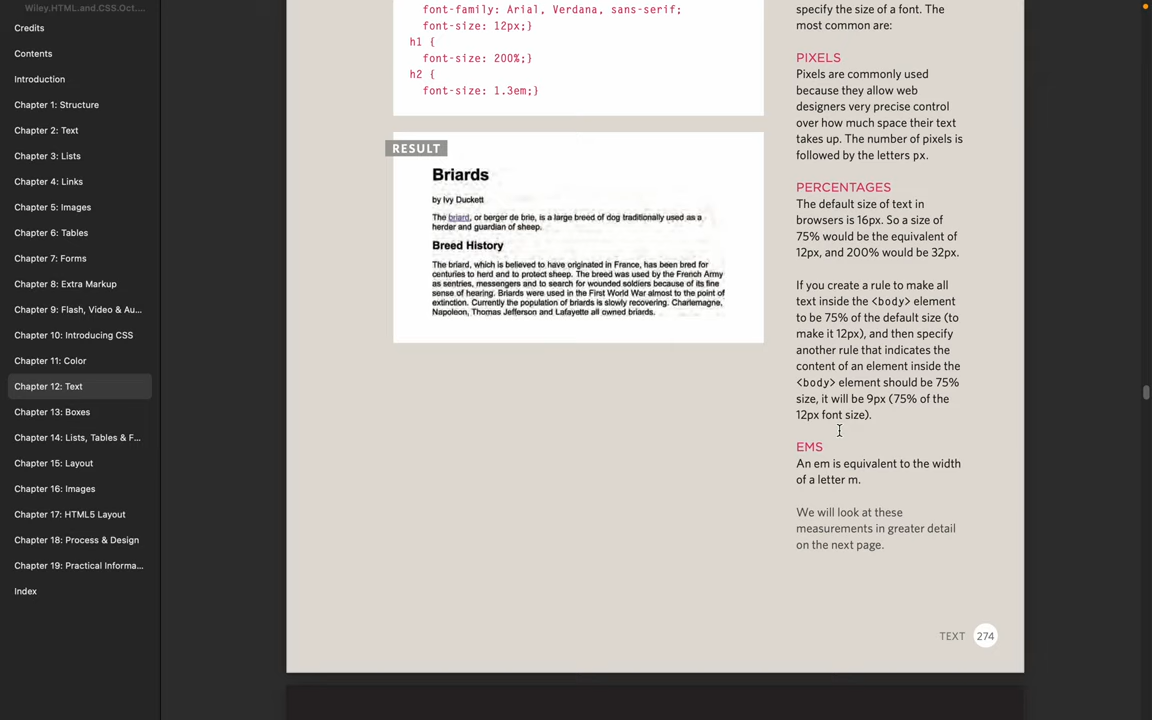 Wiley.HTML.and.CSS.Oct....
Credits
Contents
Introduction
Chapter 1: Structure
Chapter 2: Text
Chapter 3: Lists
Chapter 4: Links
Chapter 5: Images
Chapter 6: Tables
Chapter 7: Forms
Chapter 8: Extra Markup
Chapter 9: Flash, Video & Au...
Chapter 10: Introducing CSS
Chapter 11: Color
Chapter 12: Text
Chapter 13: Boxes
Chapter 14: Lists, Tables & F...
Chapter 15: Layout
Chapter 16: Images
Chapter 17: HTML5 Layout
Chapter 18: Process & Design
Chapter 19: Practical Informa...
Index
font-family: Arial, Verdana, sans-serif;
font-size: 12px;}
h1 {
font-size: 200%;}
h2 {
font-size: 1.3em;}
RESULT
Briards
by Ivy Duckett
The briard, or berger de brie, is a large breed of dog traditionally used as a
herder and guardian of sheep.
Breed History
The briard, which is believed to have originated in France, has been bred for
centuries to herd and to protect sheep. The breed was used by the French Army
as sentries, messengers and to search for wounded soldiers because of its fine
sense of hearing. Briards were used in the First World War almost to the point of
extinction. Currently the population of briards is slowly recovering. Charlemagne,
Napoleon, Thomas Jefferson and Lafayette all owned briards.
specify the size of a font. The
most common are:
PIXELS
Pixels are commonly used
because they allow web
designers very precise control
over how much space their text
takes up. The number of pixels is
followed by the letters px.
PERCENTAGES
The default size of text in
browsers is 16px. So a size of
75% would be the equivalent of
12px, and 200% would be 32px.
If you create a rule to make all
text inside the <body> element
to be 75% of the default size (to
make it 12px), and then specify
another rule that indicates the
content of an element inside the
<body> element should be 75%
size, it will be 9px (75% of the
12px font size).
EMS
An em is equivalent to the width
of a letter m.
We will look at these
measurements in greater detail
on the next page.
TEXT 274